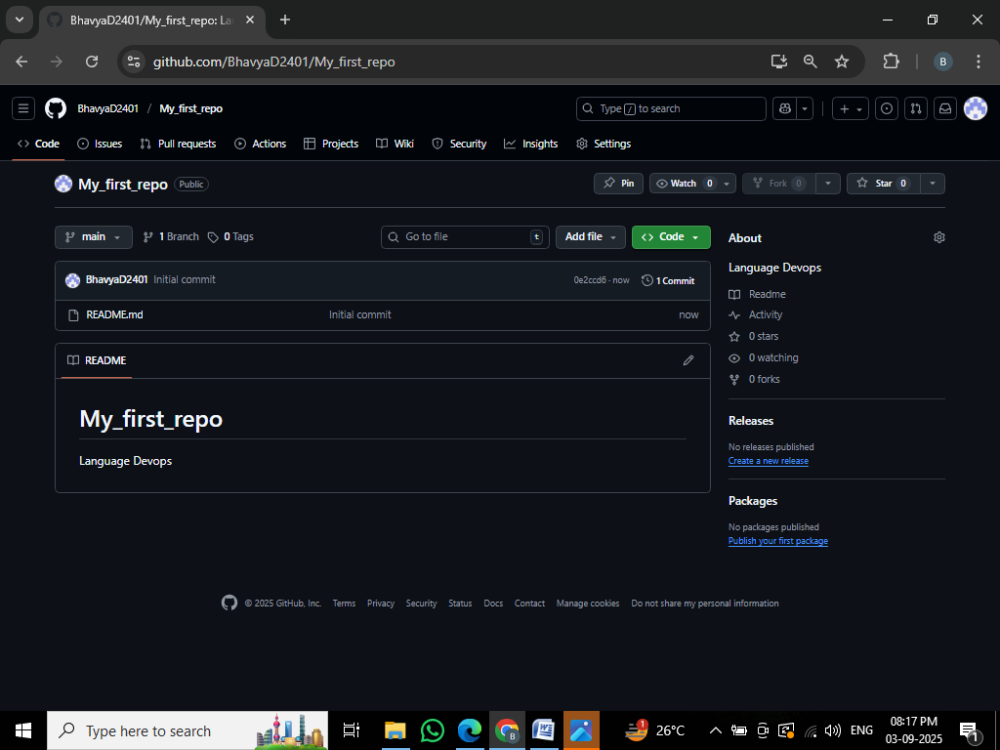 BhavyaD2401/My_first_repo: La
github.com/BhavyaD2401/My_first_repo
B
BhavyaD2401 / My_first_repo
Type / to search
Code Issues Pull requests Actions Projects Wiki Security Insights Settings
My_first_repo Public
Pin Watch 0 Fork 0 Star 0
main 1 Branch 0 Tags
Go to file t Add file Code
BhavyaD2401 Initial commit 0e2ccd6 · now 1 Commit
README.md Initial commit now
README
My_first_repo
Language Devops
About
Language Devops
Readme
Activity
0 stars
0 watching
0 forks
Releases
No releases published
Create a new release
Packages
No packages published
Publish your first package
© 2025 GitHub, Inc. Terms Privacy Security Status Docs Contact Manage cookies Do not share my personal information
Type here to search
B
W
1
26°C
ENG
08:17 PM
03-09-2025
1